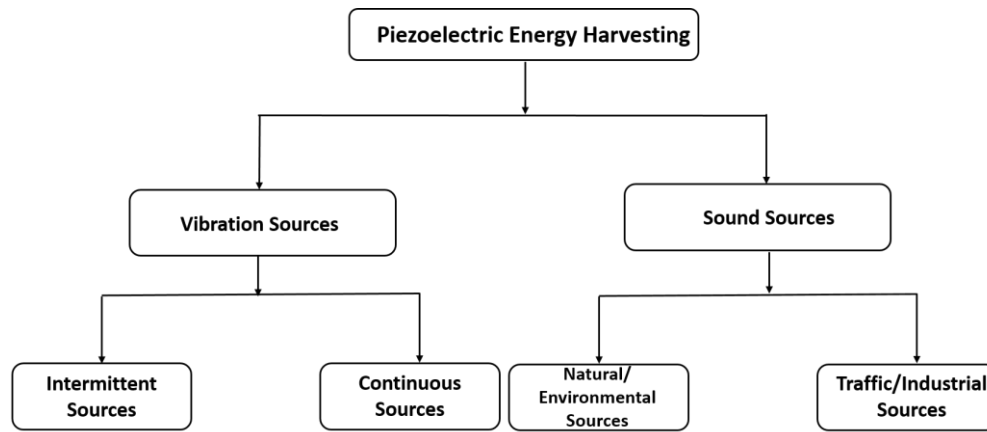 Piezoelectric Energy Harvesting
Vibration Sources
Sound Sources
Intermittent
Sources
Continuous
Sources
Natural/
Environmental
Sources
Traffic/Industrial
Sources